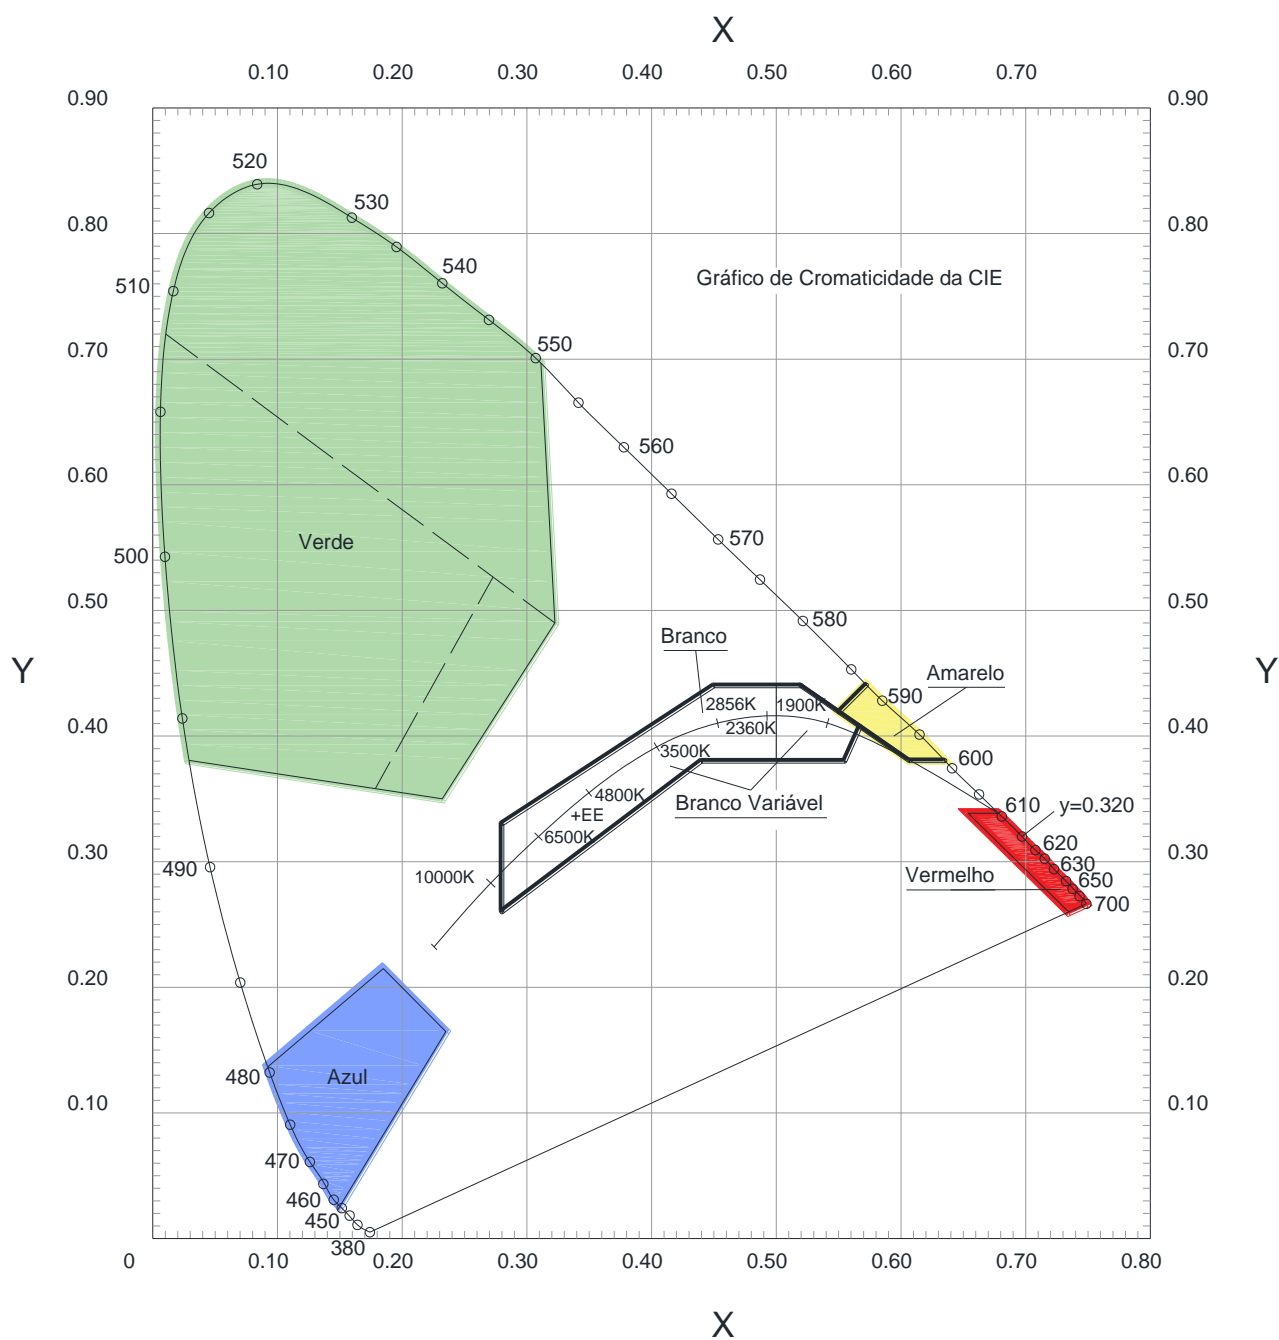 X
0.10 0.20 0.30 0.40 0.50 0.60 0.70
0.90 0.90
520
530
0.80 0.80
540
Gráfico de Cromaticidade da CIE
510
550
0.70 0.70
560
0.60 0.60
Verde
570
500
0.50 0.50
580
Branco
Y Y
Amarelo
590
2856K 1900K
0.40 2360K 0.40
3500K
600
4800K
Branco Variável
610 y=0.320
+EE
6500K
620
0.30 0.30
630
490
10000K
Vermelho
650
700
0.20 0.20
480 Azul
0.10 0.10
470
460
450
380
0 0.10 0.20 0.30 0.40 0.50 0.60 0.70 0.80
X